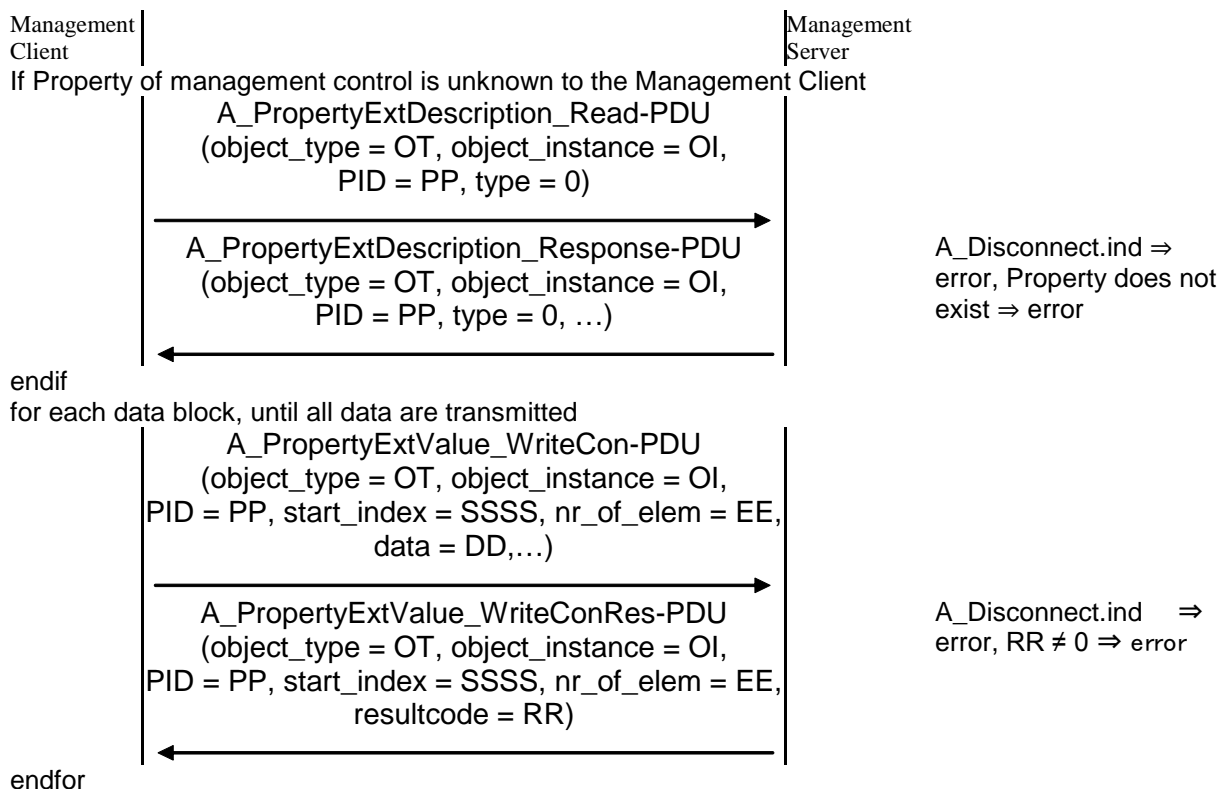 Management
Client
Management
Server
If Property of management control is unknown to the Management Client
A_PropertyExtDescription_Read-PDU
(object_type = OT, object_instance = OI,
PID = PP, type = 0)
A_PropertyExtDescription_Response-PDU
(object_type = OT, object_instance = OI,
PID = PP, type = 0, …)
A_Disconnect.ind ⇒
error, Property does not
exist ⇒ error
endif
for each data block, until all data are transmitted
A_PropertyExtValue_WriteCon-PDU
(object_type = OT, object_instance = OI,
PID = PP, start_index = SSSS, nr_of_elem = EE,
data = DD,…)
A_PropertyExtValue_WriteConRes-PDU
(object_type = OT, object_instance = OI,
PID = PP, start_index = SSSS, nr_of_elem = EE,
resultcode = RR)
A_Disconnect.ind ⇒
error, RR ≠ 0 ⇒ error
endfor